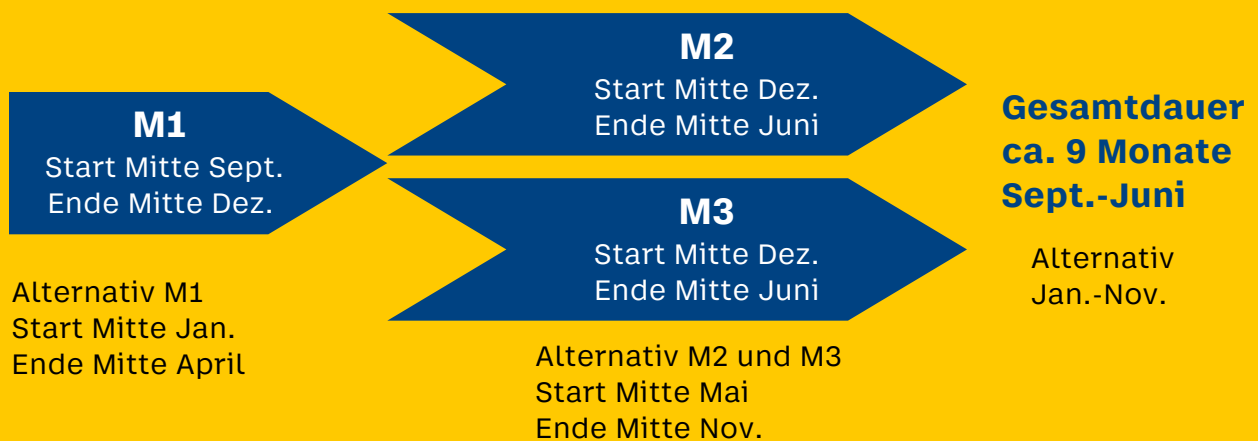 M1
Start Mitte Sept.
Ende Mitte Dez.
Alternativ M1
Start Mitte Jan.
Ende Mitte April
M2
Start Mitte Dez.
Ende Mitte Juni
M3
Start Mitte Dez.
Ende Mitte Juni
Alternativ M2 und M3
Start Mitte Mai
Ende Mitte Nov.
Gesamtdauer
ca. 9 Monate
Sept.-Juni
Alternativ
Jan.-Nov.